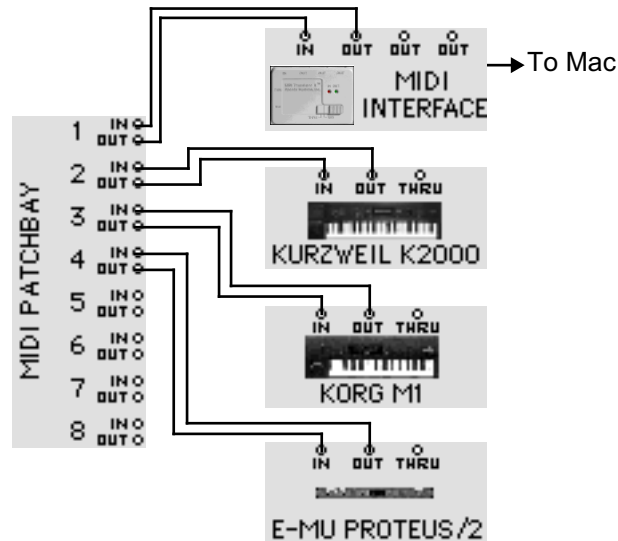 IN OUT OUT OUT
To Mac
MIDI
INTERFACE
MIDI PATCHBAY
1 IN
OUT
2 IN
OUT
3 IN
OUT
4 IN
OUT
5 IN
OUT
6 IN
OUT
7 IN
OUT
8 IN
OUT
IN OUT THRU
KURZWEIL K2000
IN OUT THRU
KORG M1
IN OUT THRU
E-MU PROTEUS/2